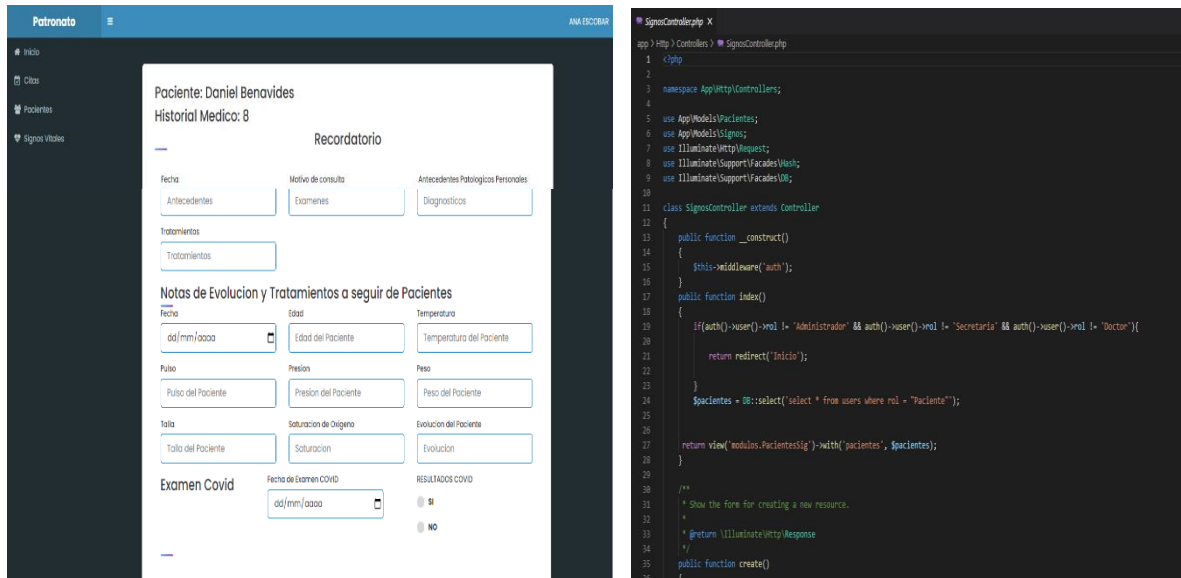 Patronato ≡ ANA ESCOBAR
Inicio
Citas
Pacientes
Signos Vitales
Paciente: Daniel Benavides
Historial Medico: 8
Recordatorio
Fecha Motivo de consulta Antecedentes Patologicos Personales
Antecedentes Examenes Diagnosticos
Tratamientos
Tratamientos
Notas de Evolucion y Tratamientos a seguir de Pacientes
Fecha Edad Temperatura
dd/mm/aaaa Edad del Paciente Temperatura del Paciente
Pulso Presion Peso
Pulso del Paciente Presion del Paciente Peso del Paciente
Talla Saturacion de Oxigeno Evolucion del Paciente
Talla del Paciente Saturacion Evolucion
Examen Covid Fecha de Examen COVID RESULTADOS COVID
dd/mm/aaaa SI
NO
SignosController.php X
app > Http > Controllers > SignosController.php
1 <?php
2
3 namespace App\Http\Controllers;
4
5 use App\Models\Pacientes;
6 use App\Models\Signos;
7 use Illuminate\Http\Request;
8 use Illuminate\Support\Facades\Hash;
9 use Illuminate\Support\Facades\DB;
10
11 class SignosController extends Controller
12 {
13 public function __construct()
14 {
15 $this->middleware('auth');
16 }
17 public function index()
18 {
19 if(auth()->user()->rol != "Administrador" && auth()->user()->rol != "Secretaria" && auth()->user()->rol != "Doctor"){
20
21 return redirect('Inicio');
22
23 }
24 $pacientes = DB::select('select * from users where rol = "Paciente"');
25
26
27 return view('modulos.PacientesSig')->with('pacientes', $pacientes);
28 }
29
30 /**
31 * Show the form for creating a new resource.
32 *
33 * @return \Illuminate\Http\Response
34 */
35 public function create()
36 {